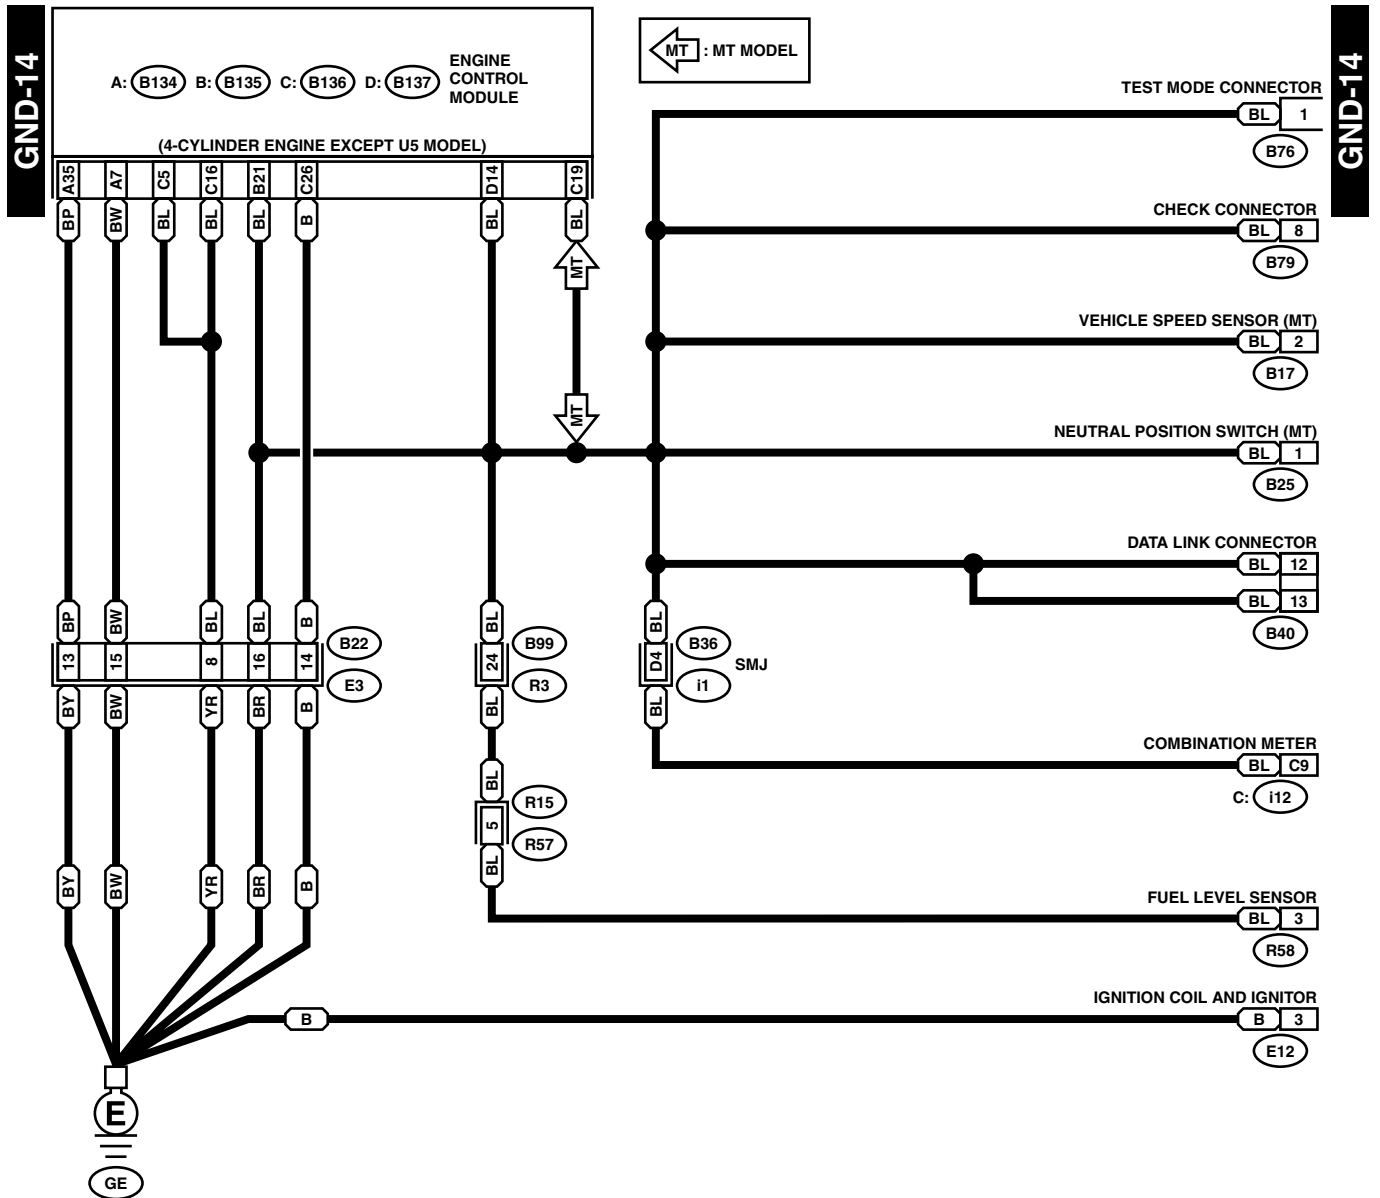 GND-14
GND-14
A: B134 B: B135 C: B136 D: B137
ENGINE
CONTROL
MODULE
(4-CYLINDER ENGINE EXCEPT U5 MODEL)
MT : MT MODEL
A35 A7 C5 C16 B21 C26 D14 C19
BP BW BL BL BL B BL BL
MT
MT
TEST MODE CONNECTOR
BL 1
B76
CHECK CONNECTOR
BL 8
B79
VEHICLE SPEED SENSOR (MT)
BL 2
B17
NEUTRAL POSITION SWITCH (MT)
BL 1
B25
DATA LINK CONNECTOR
BL 12
BL 13
B40
BP BW BL BL B BL BL
13 15 8 16 14
B22
E3
24
B99
R3
D4
B36
i1
SMJ
BY BW YR BR B BL BL
COMBINATION METER
BL C9
C: i12
BL
5
R15
R57
BL
BY BW YR BR B
FUEL LEVEL SENSOR
BL 3
R58
IGNITION COIL AND IGNITOR
B
B 3
E12
E
GE